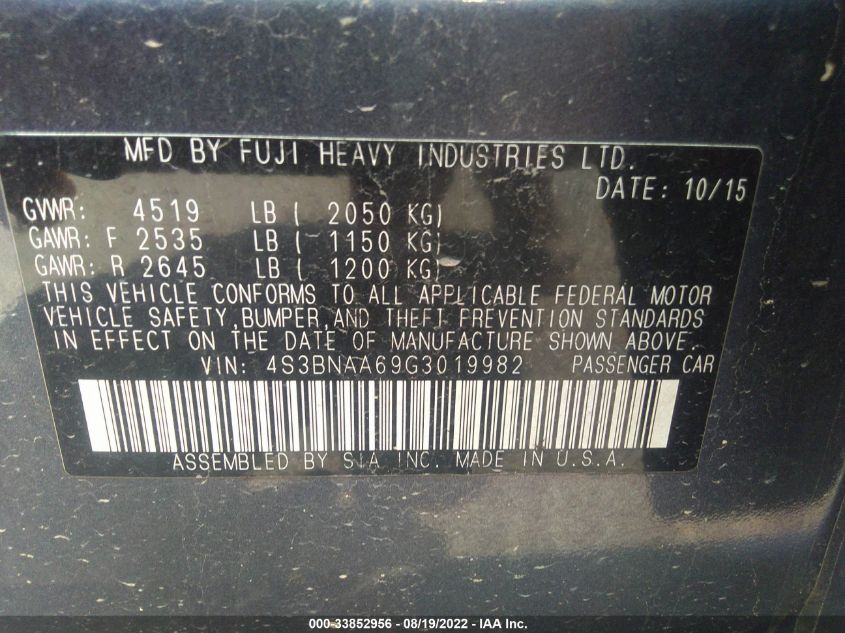 MFD BY FUJI HEAVY INDUSTRIES LTD.
DATE: 10/15
GVWR: 4519 LB ( 2050 KG)
GAWR: F 2535 LB ( 1150 KG)
GAWR: R 2645 LB ( 1200 KG)
THIS VEHICLE CONFORMS TO ALL APPLICABLE FEDERAL MOTOR
VEHICLE SAFETY, BUMPER, AND THEFT PREVENTION STANDARDS
IN EFFECT ON THE DATE OF MANUFACTURE SHOWN ABOVE.
VIN: 4S3BNAA69G3019982 PASSENGER CAR
ASSEMBLED BY SIA INC. MADE IN U.S.A.
000-33852956 - 08/19/2022 - IAA Inc.